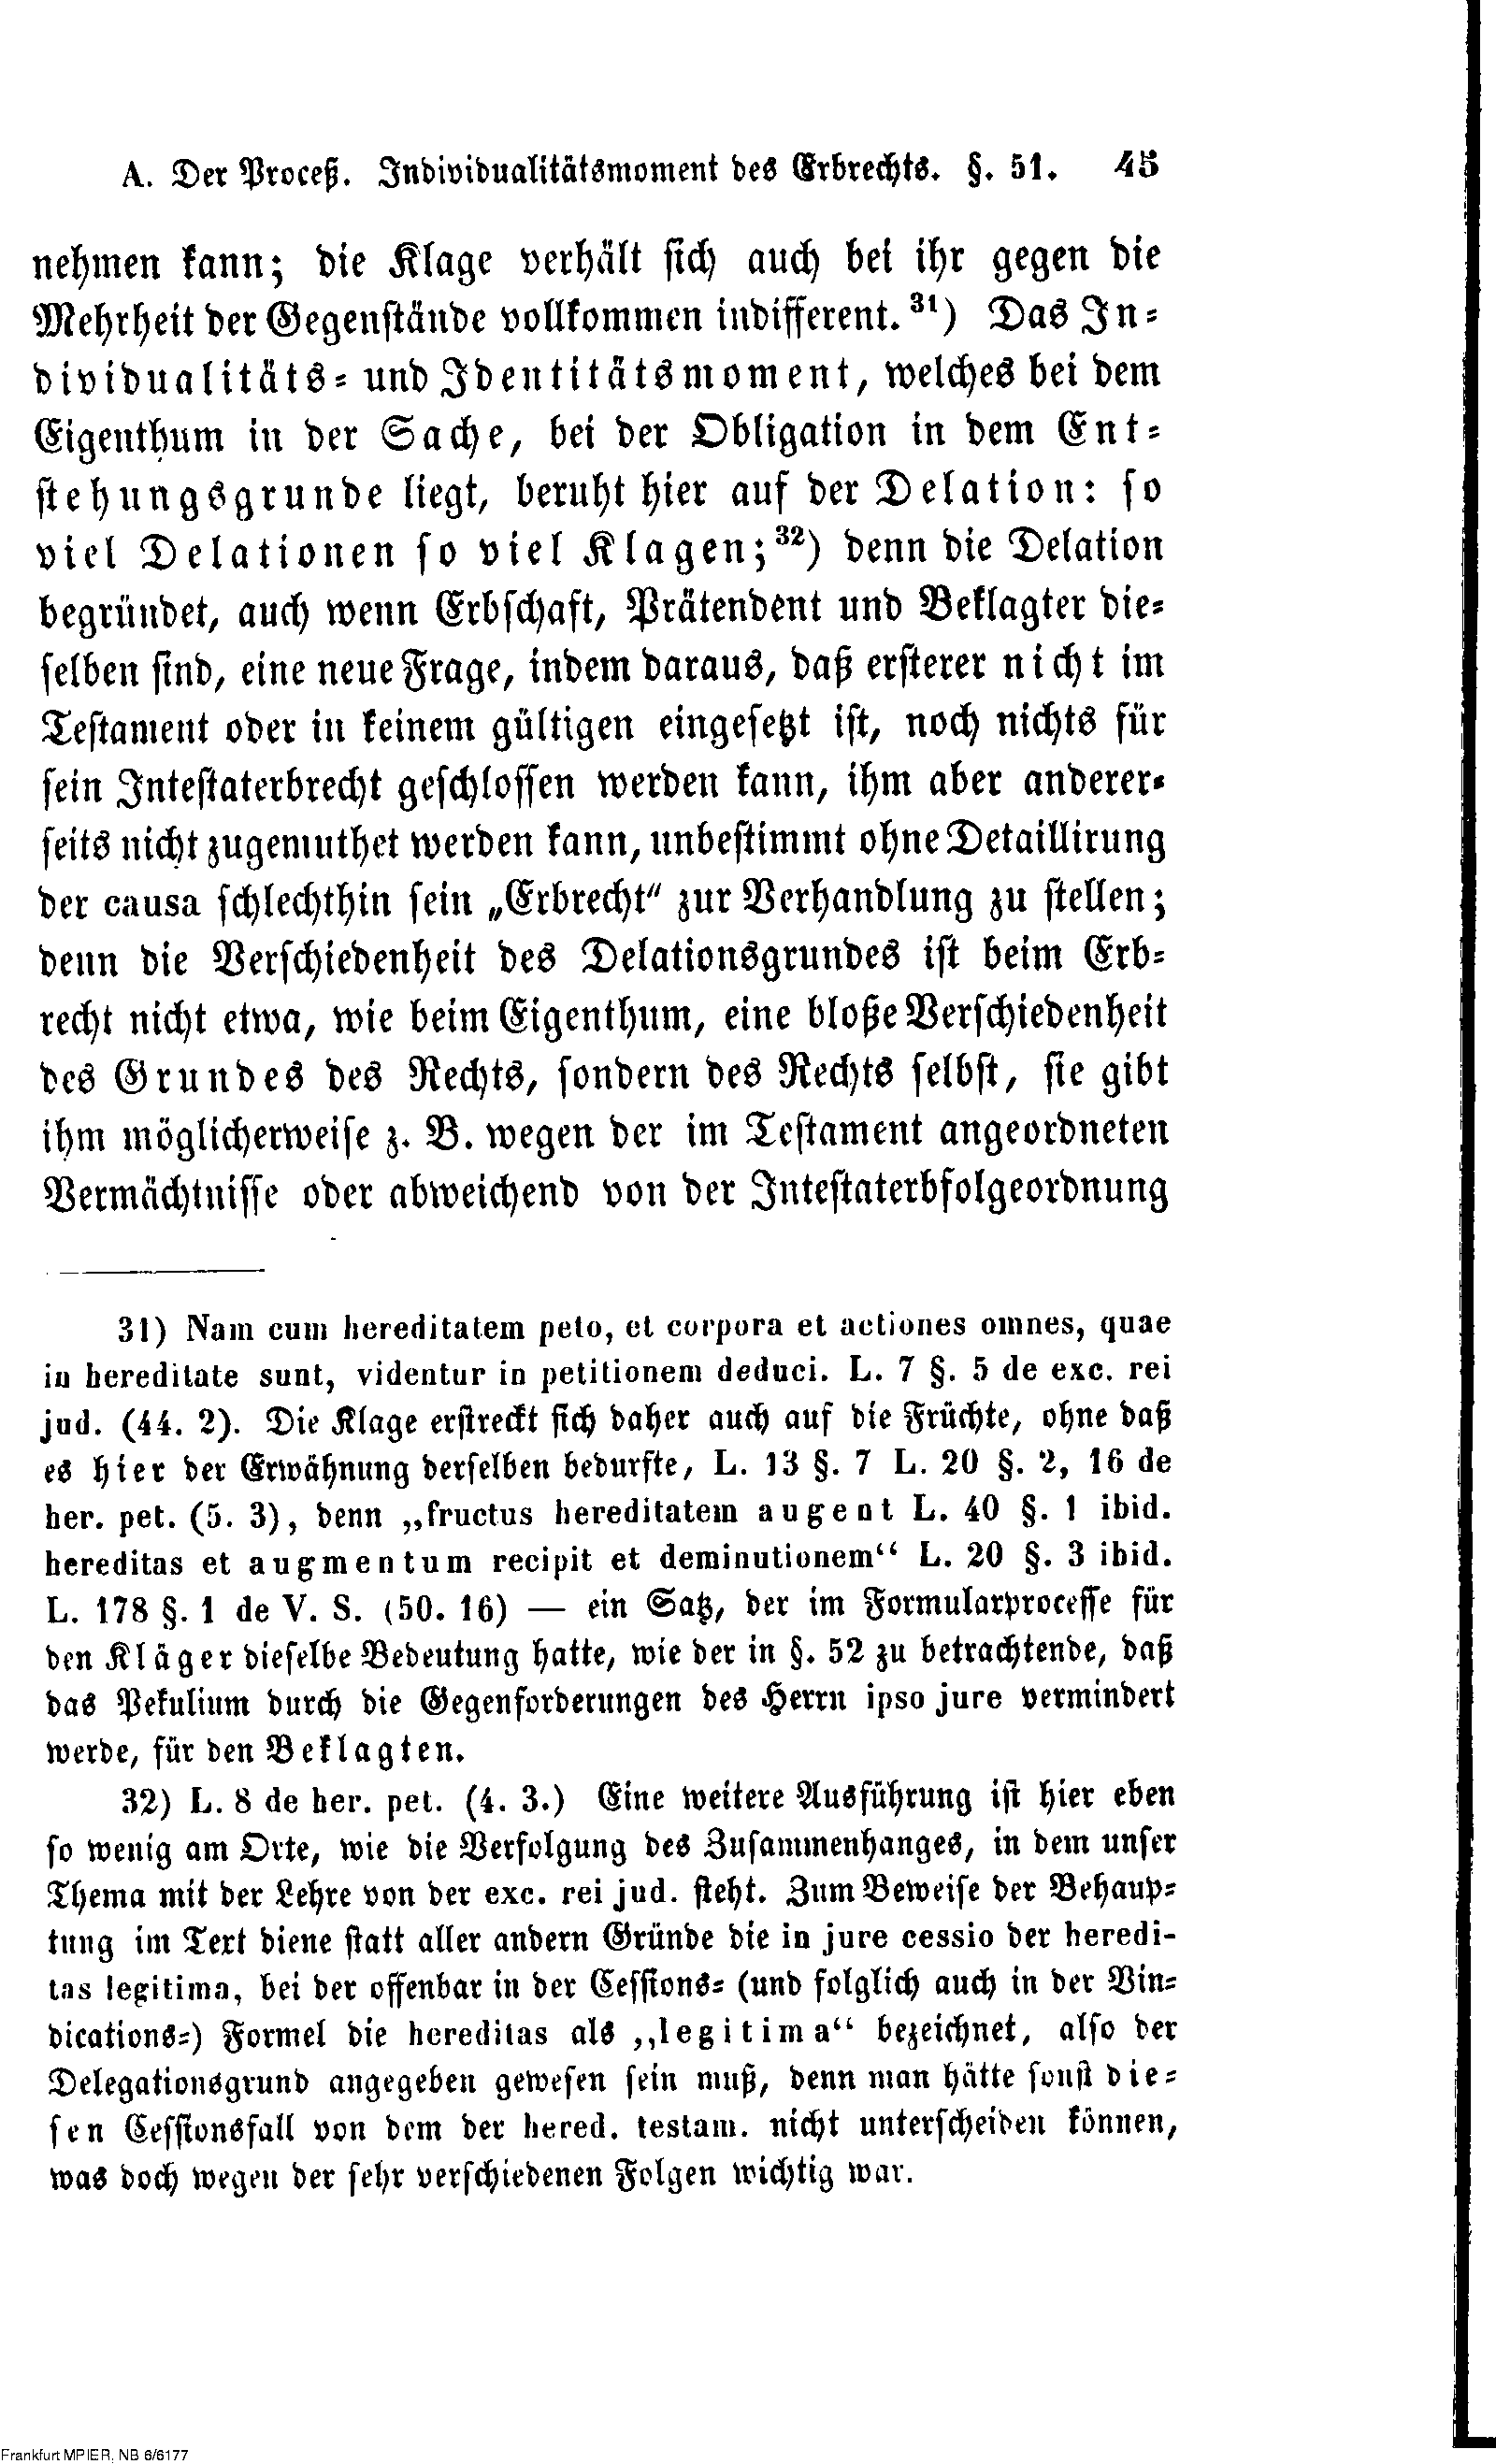 A. Der Proceß. Individualitätsmoment des Erbrechts. §. 51. 45
nehmen kann; die Klage verhält sich auch bei ihr gegen die
Mehrheit der Gegenstände vollkommen indifferent.31) Das In-
dividualitäts- und Identitätsmoment, welches bei dem
Eigenthum in der Sache, bei der Obligation in dem Ent-
stehungsgrunde liegt, beruht hier auf der Delation: so
viel Delationen so viel Klagen;32) denn die Delation
begründet, auch wenn Erbschaft, Prätendent und Beklagter die-
selben sind, eine neue Frage, indem daraus, daß ersterer nicht im
Testament oder in keinem gültigen eingesetzt ist, noch nichts für
sein Intestaterbrecht geschlossen werden kann, ihm aber anderer-
seits nicht zugemuthet werden kann, unbestimmt ohne Detaillirung
der causa schlechthin sein „Erbrecht“ zur Verhandlung zu stellen;
denn die Verschiedenheit des Delationsgrundes ist beim Erb-
recht nicht etwa, wie beim Eigenthum, eine bloße Verschiedenheit
des Grundes des Rechts, sondern des Rechts selbst, sie gibt
ihm möglicherweise z. B. wegen der im Testament angeordneten
Vermächtnisse oder abweichend von der Intestaterbfolgeordnung
31) Nam cum hereditatem peto, et corpora et actiones omnes, quae
in hereditate sunt, videntur in petitionem deduci. L. 7 §. 5 de exc. rei
jud. (44. 2). Die Klage erstreckt sich daher auch auf die Früchte, ohne daß
es hier der Erwähnung derselben bedurfte, L. 13 §. 7 L. 20 §. 2, 16 de
her. pet. (5. 3), denn „fructus hereditatem augent L. 40 §. 1 ibid.
hereditas et augmentum recipit et deminutionem“ L. 20 §. 3 ibid.
L. 178 §. 1 de V. S. (50. 16) — ein Satz, der im Formularprocesse für
den Kläger dieselbe Bedeutung hatte, wie der in §. 52 zu betrachtende, daß
das Pekulium durch die Gegenforderungen des Herrn ipso jure vermindert
werde, für den Beklagten.
32) L. 8 de her. pet. (4. 3.) Eine weitere Ausführung ist hier eben
so wenig am Orte, wie die Verfolgung des Zusammenhanges, in dem unser
Thema mit der Lehre von der exc. rei jud. steht. Zum Beweise der Behaup-
tung im Text diene statt aller andern Gründe die in jure cessio der heredi-
tas legitima, bei der offenbar in der Cessions- (und folglich auch in der Vin-
dications-) Formel die hereditas als „legitima“ bezeichnet, also der
Delegationsgrund angegeben gewesen sein muß, denn man hätte sonst die-
sen Cessionsfall von dem der hered. testam. nicht unterscheiden können,
was doch wegen der sehr verschiedenen Folgen wichtig war.
Frankfurt MPIER, NB 6/6177